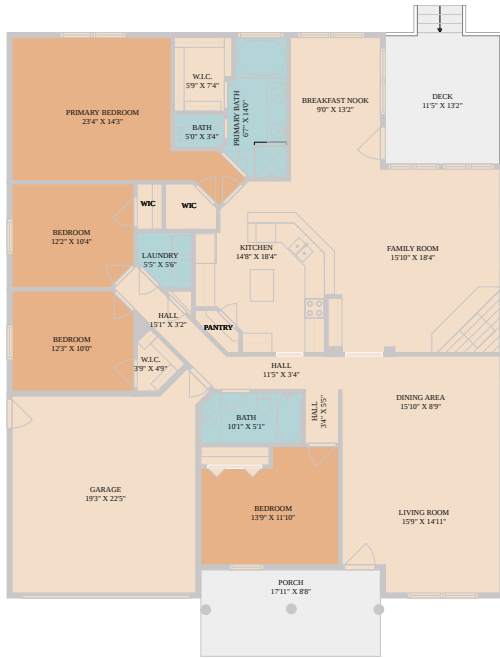 PRIMARY BEDROOM
23'4" X 14'3"
W.I.C.
5'9" X 7'4"
BATH
5'0" X 3'4"
PRIMARY BATH
6'7" X 14'0"
BREAKFAST NOOK
9'0" X 13'2"
DECK
11'5" X 13'2"
WIC
WIC
BEDROOM
12'2" X 10'4"
LAUNDRY
5'5" X 5'6"
KITCHEN
14'8" X 18'4"
FAMILY ROOM
15'10" X 18'4"
HALL
15'1" X 3'2"
PANTRY
BEDROOM
12'3" X 10'0"
W.I.C.
3'9" X 4'9"
HALL
11'5" X 3'4"
DINING AREA
15'10" X 8'9"
BATH
10'1" X 5'1"
HALL
3'4" X 5'5"
GARAGE
19'3" X 22'5"
BEDROOM
13'9" X 11'10"
LIVING ROOM
15'9" X 14'11"
PORCH
17'11" X 8'8"